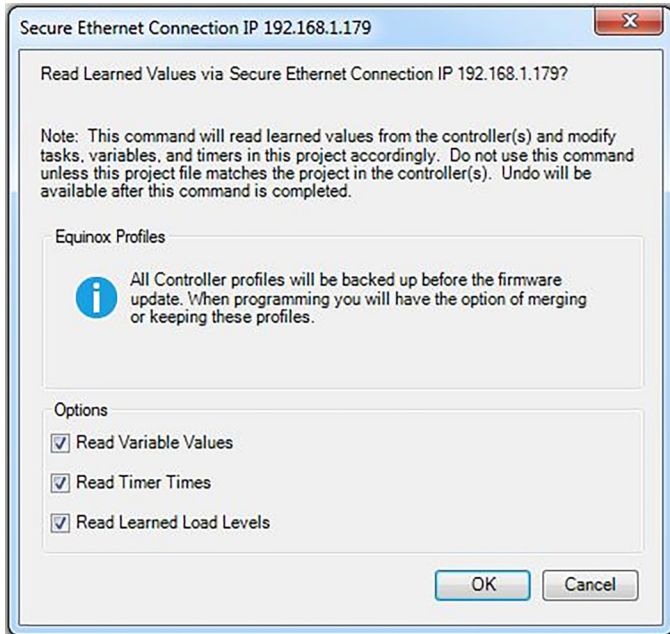 Secure Ethernet Connection IP 192.168.1.179
Read Learned Values via Secure Ethernet Connection IP 192.168.1.179?
Note:  This command will read learned values from the controller(s) and modify
tasks, variables, and timers in this project accordingly.  Do not use this command
unless this project file matches the project in the controller(s).  Undo will be
available after this command is completed.
Equinox Profiles
All Controller profiles will be backed up before the firmware
update. When programming you will have the option of merging
or keeping these profiles.
Options
Read Variable Values
Read Timer Times
Read Learned Load Levels
OK
Cancel